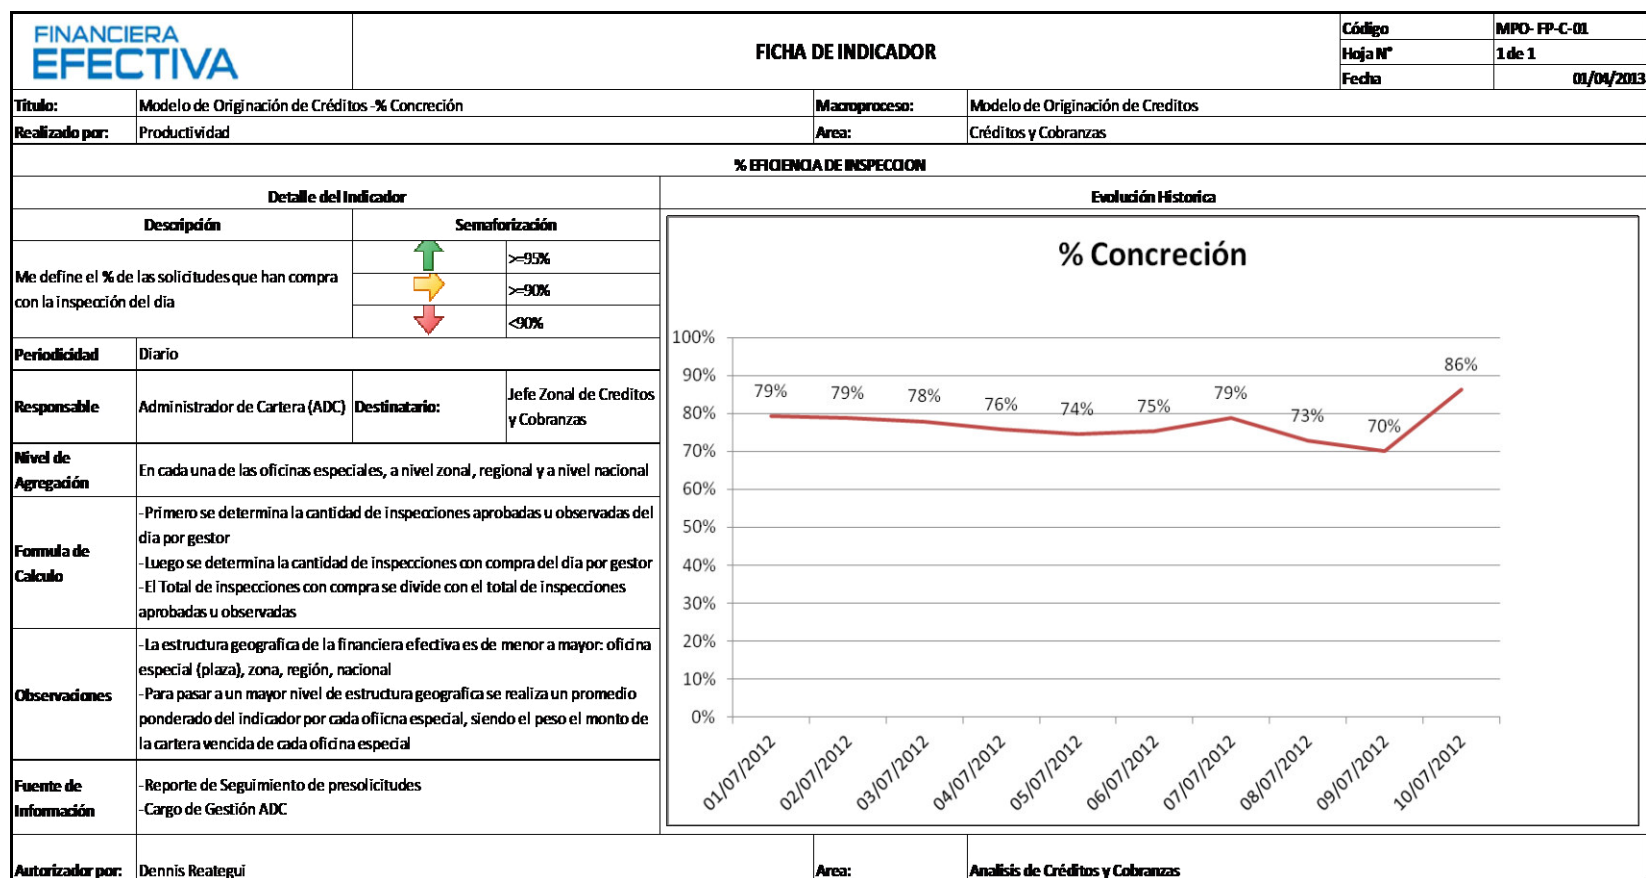 FINANCIERA
EFECTIVA
FICHA DE INDICADOR
Código MPO- FP-C-01
Hoja N° 1 de 1
Fecha 01/04/2013
Título: Modelo de Originación de Créditos -% Concreción Macroproceso: Modelo de Originación de Creditos
Realizado por: Productividad Area: Créditos y Cobranzas
% EFICIENCIA DE INSPECCION
Detalle del Indicador Evolución Historica
Descripción Semaforización
Me define el % de las solicitudes que han compra
con la inspección del dia
>=95%
>=90%
<90%
Periodicidad Diario
Responsable Administrador de Cartera (ADC) Destinatario: Jefe Zonal de Creditos
y Cobranzas
Nivel de
Agregación
En cada una de las oficinas especiales, a nivel zonal, regional y a nivel nacional
Formula de
Calculo
-Primero se determina la cantidad de inspecciones aprobadas u observadas del
dia por gestor
-Luego se determina la cantidad de inspecciones con compra del dia por gestor
-El Total de inspecciones con compra se divide con el total de inspecciones
aprobadas u observadas
Observaciones
-La estructura geografica de la financiera efectiva es de menor a mayor: oficina
especial (plaza), zona, región, nacional
-Para pasar a un mayor nivel de estructura geografica se realiza un promedio
ponderado del indicador por cada ofiicna especial, siendo el peso el monto de
la cartera vencida de cada oficina especial
Fuente de
Información
-Reporte de Seguimiento de presolicitudes
-Cargo de Gestión ADC
% Concreción
100%
90%
80%
70%
60%
50%
40%
30%
20%
10%
0%
79% 79% 78% 76% 74% 75% 79% 73% 70% 86%
01/07/2012 02/07/2012 03/07/2012 04/07/2012 05/07/2012 06/07/2012 07/07/2012 08/07/2012 09/07/2012 10/07/2012
Autorizador por: Dennis Reategui Area: Analisis de Créditos y Cobranzas